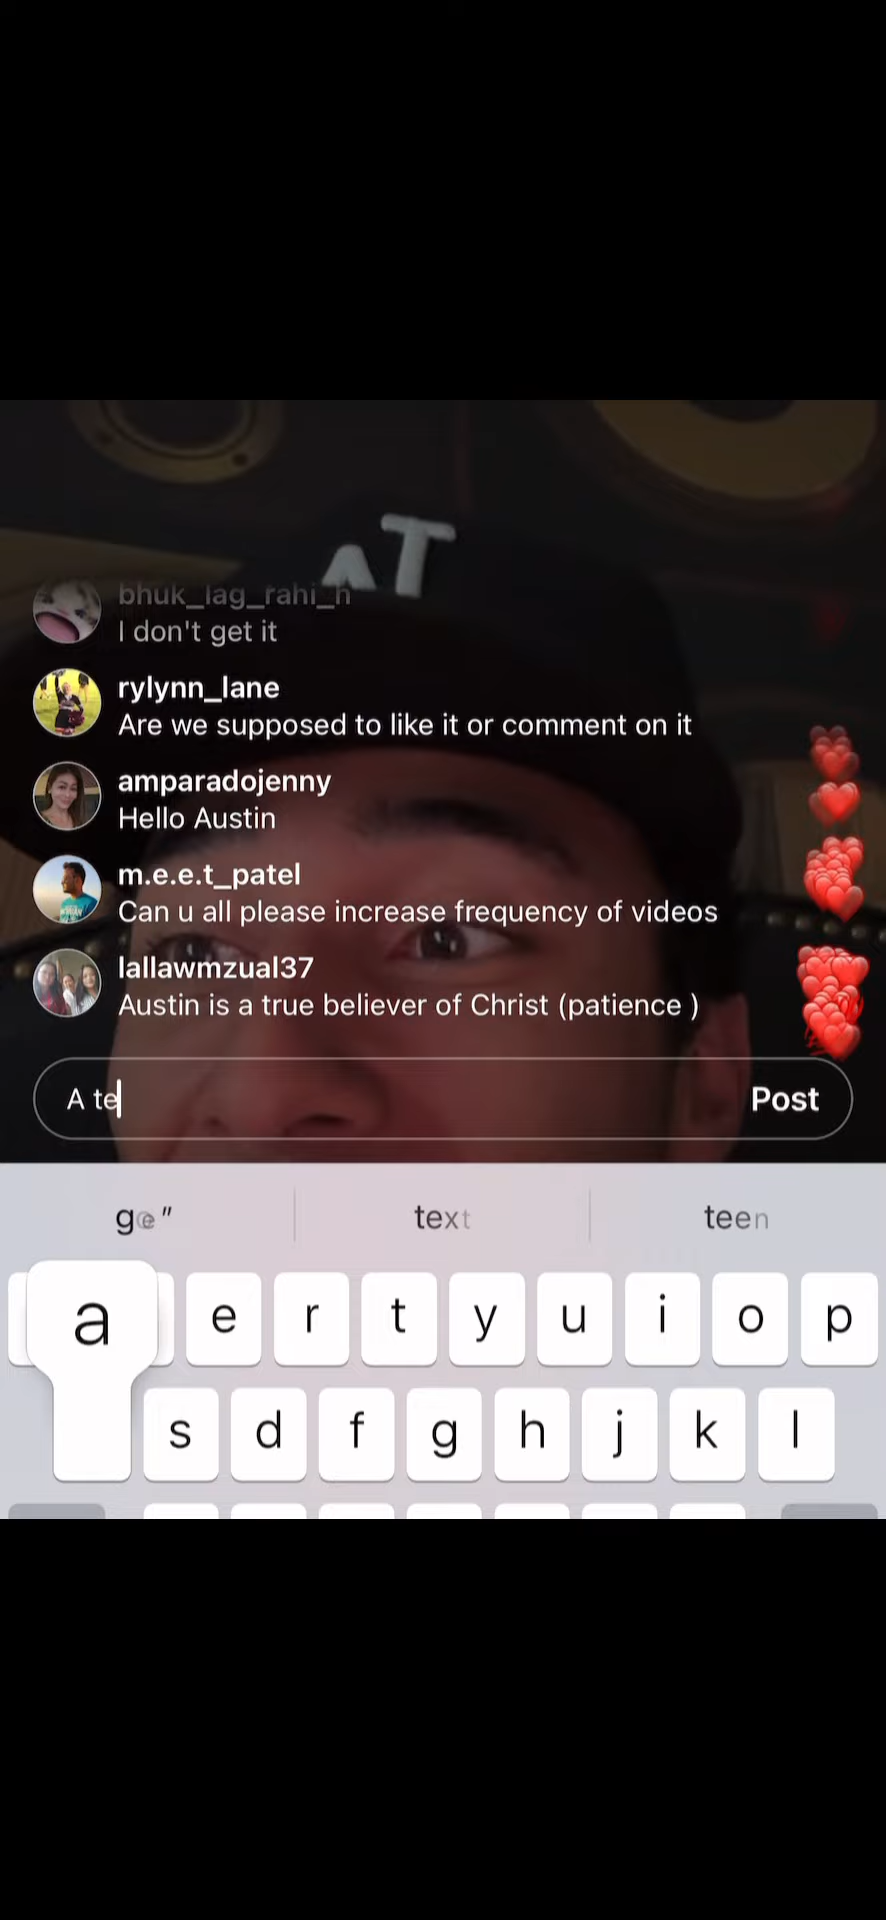 AT
bhuk_lag_rahi_h
I don't get it
rylynn_lane
Are we supposed to like it or comment on it
amparadojenny
Hello Austin
m.e.e.t_patel
Can u all please increase frequency of videos
lallawmzual37
Austin is a true believer of Christ (patience )
A te Post
text teen
a e r t y u i o p
s d f g h j k l